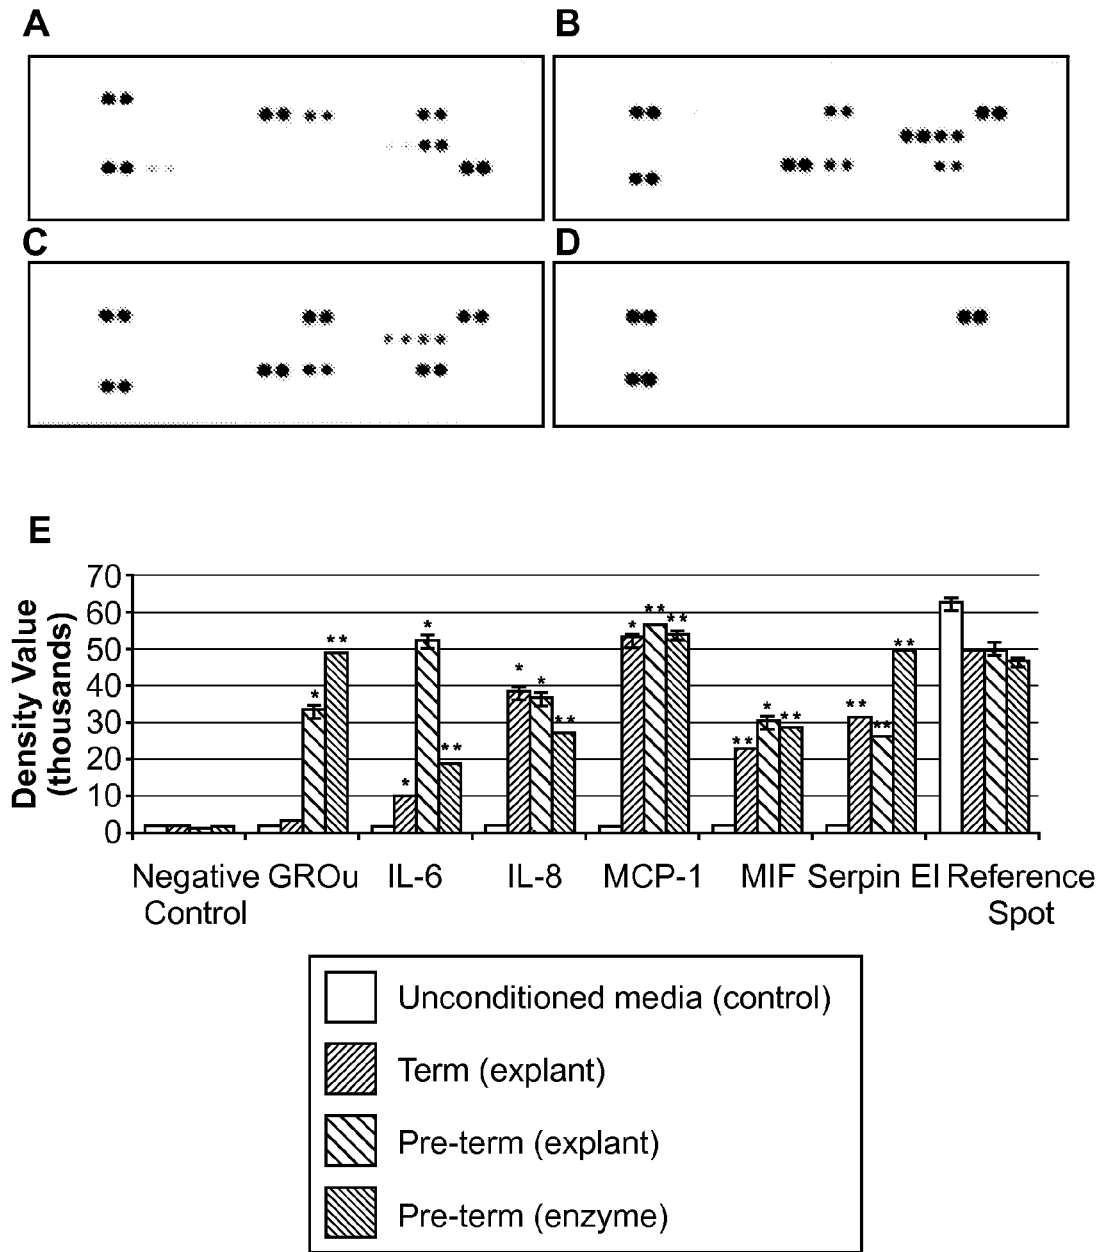 A
B
C
D
E
Density Value
(thousands)
70
60
50
40
30
20
10
0
* * * * * * * * * * * * * * * * * * * * * * * * * * *
Negative Control
GROu
IL-6
IL-8
MCP-1
MIF
Serpin EI
Reference Spot
Unconditioned media (control)
Term (explant)
Pre-term (explant)
Pre-term (enzyme)